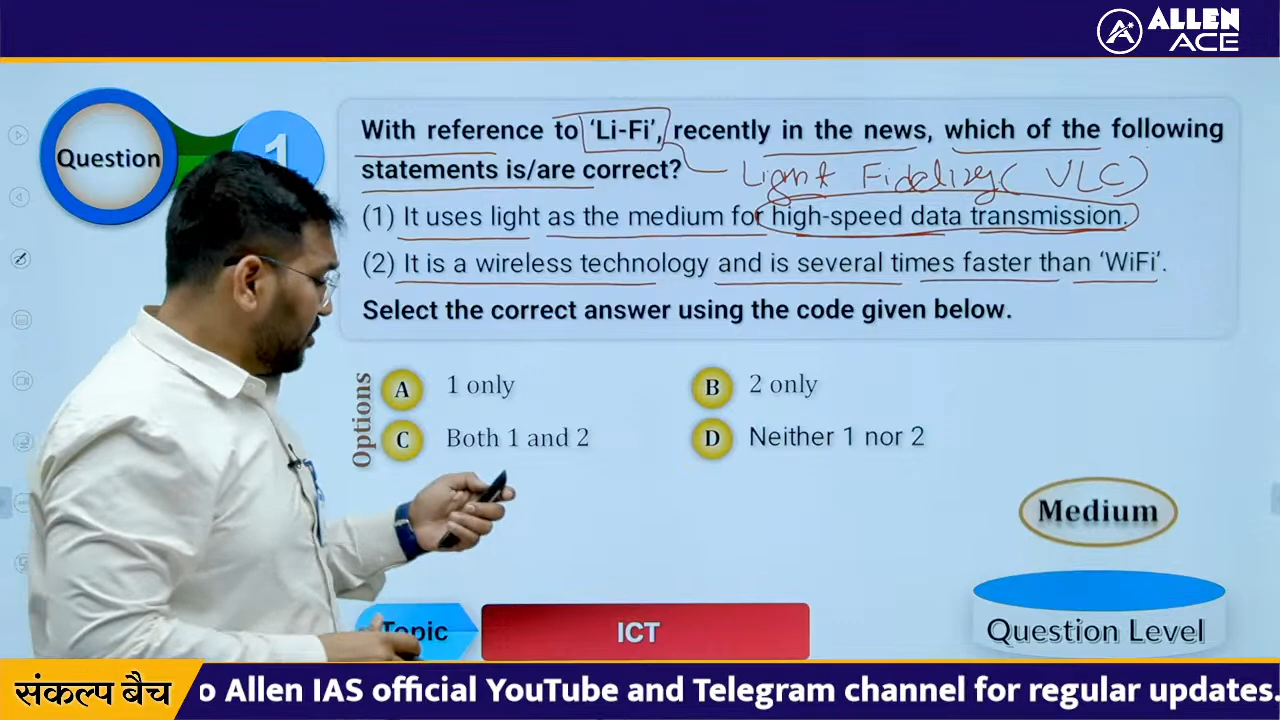 ALLEN
ACE
Question
1
With reference to ‘Li-Fi’, recently in the news, which of the following
statements is/are correct?
Light Fidelity( VLC)
(1) It uses light as the medium for high-speed data transmission.
(2) It is a wireless technology and is several times faster than ‘WiFi’.
Select the correct answer using the code given below.
Options
A 1 only
B 2 only
C Both 1 and 2
D Neither 1 nor 2
Medium
Question Level
Topic
ICT
संकल्प बैच
o Allen IAS official YouTube and Telegram channel for regular updates.